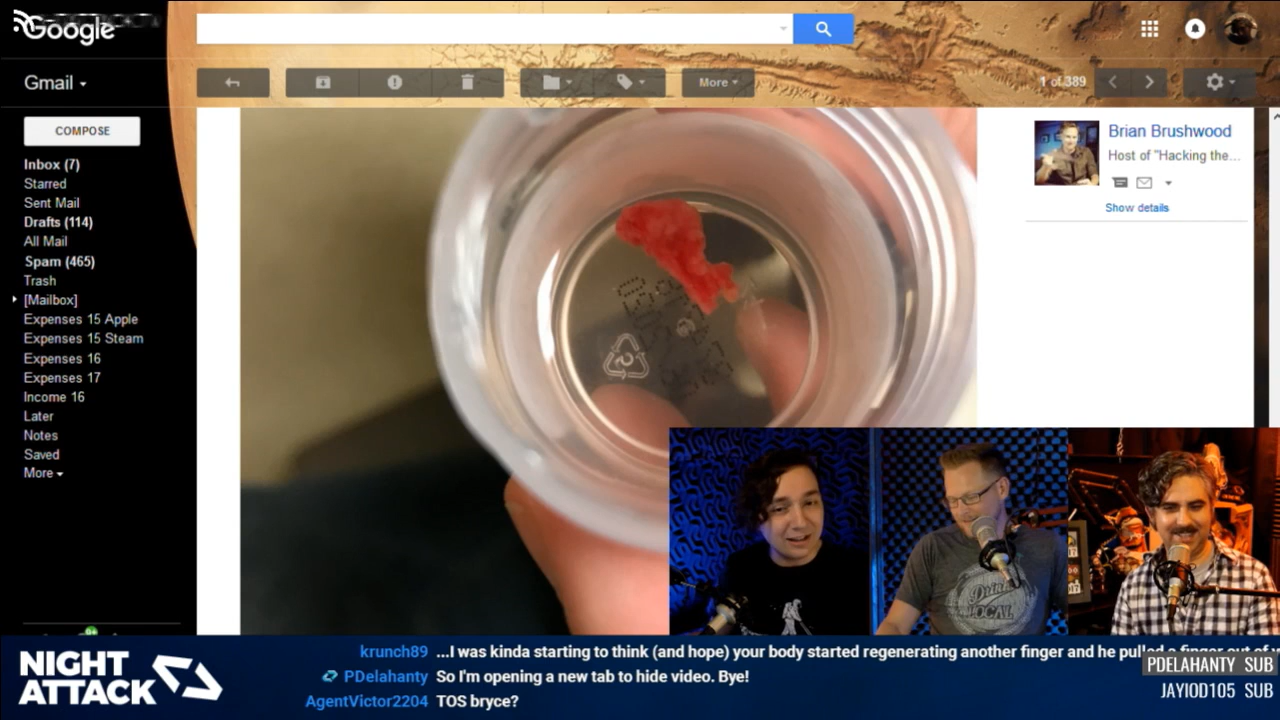 Google
Gmail
More
1 of 389
COMPOSE
Inbox (7)
Starred
Sent Mail
Drafts (114)
All Mail
Spam (465)
Trash
[Mailbox]
Expenses 15 Apple
Expenses 15 Steam
Expenses 16
Expenses 17
Income 16
Later
Notes
Saved
More
Brian Brushwood
Host of "Hacking the...
Show details
Drink
LOCAL
NIGHT
ATTACK
krunch89 ...I was kinda starting to think (and hope) your body started regenerating another finger and he pulled a finger out of
PDelahanty So I'm opening a new tab to hide video. Bye!
AgentVictor2204 TOS bryce?
PDELAHANTY SUB
JAYIOD105 SUB